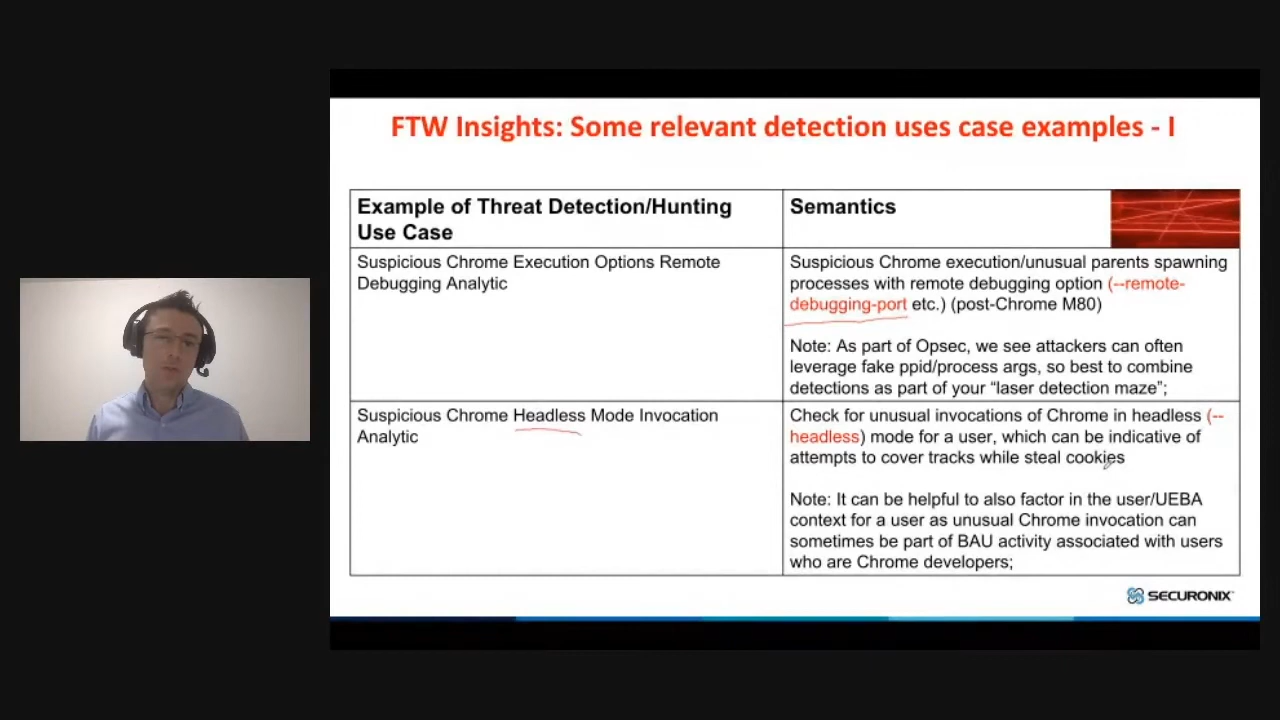 FTW Insights: Some relevant detection uses case examples - I
Example of Threat Detection/Hunting
Use Case
Semantics
Suspicious Chrome Execution Options Remote
Debugging Analytic
Suspicious Chrome execution/unusual parents spawning
processes with remote debugging option (--remote-
debugging-port etc.) (post-Chrome M80)
Note: As part of Opsec, we see attackers can often
leverage fake ppid/process args, so best to combine
detections as part of your “laser detection maze”;
Suspicious Chrome Headless Mode Invocation
Analytic
Check for unusual invocations of Chrome in headless (--
headless) mode for a user, which can be indicative of
attempts to cover tracks while steal cookies
Note: It can be helpful to also factor in the user/UEBA
context for a user as unusual Chrome invocation can
sometimes be part of BAU activity associated with users
who are Chrome developers;
SECURONIX